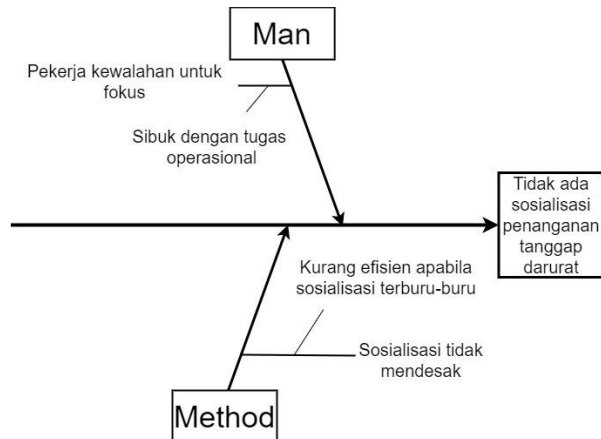 Man
Pekerja kewalahan untuk
fokus
Sibuk dengan tugas
operasional
Tidak ada
sosialisasi
penanganan
tanggap
darurat
Kurang efisien apabila
sosialisasi terburu-buru
Sosialisasi tidak
mendesak
Method